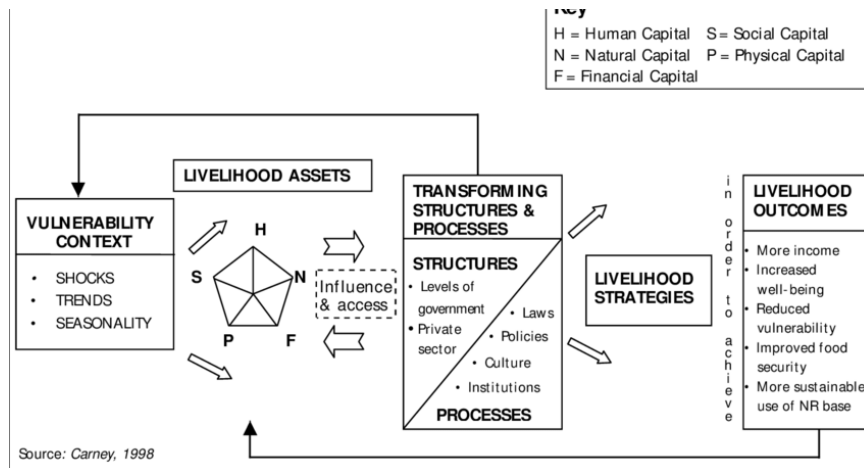 Key
H = Human Capital S = Social Capital
N = Natural Capital P = Physical Capital
F = Financial Capital
LIVELIHOOD ASSETS
VULNERABILITY
CONTEXT
• SHOCKS
• TRENDS
• SEASONALITY
H
S
N
P
F
Influence
& access
TRANSFORMING
STRUCTURES &
PROCESSES
STRUCTURES
• Levels of
government
• Private
sector
• Laws
• Policies
• Culture
• Institutions
PROCESSES
LIVELIHOOD
STRATEGIES
in order to achieve
LIVELIHOOD
OUTCOMES
• More income
• Increased
well-being
• Reduced
vulnerability
• Improved food
security
• More sustainable
use of NR base
Source: Carney, 1998